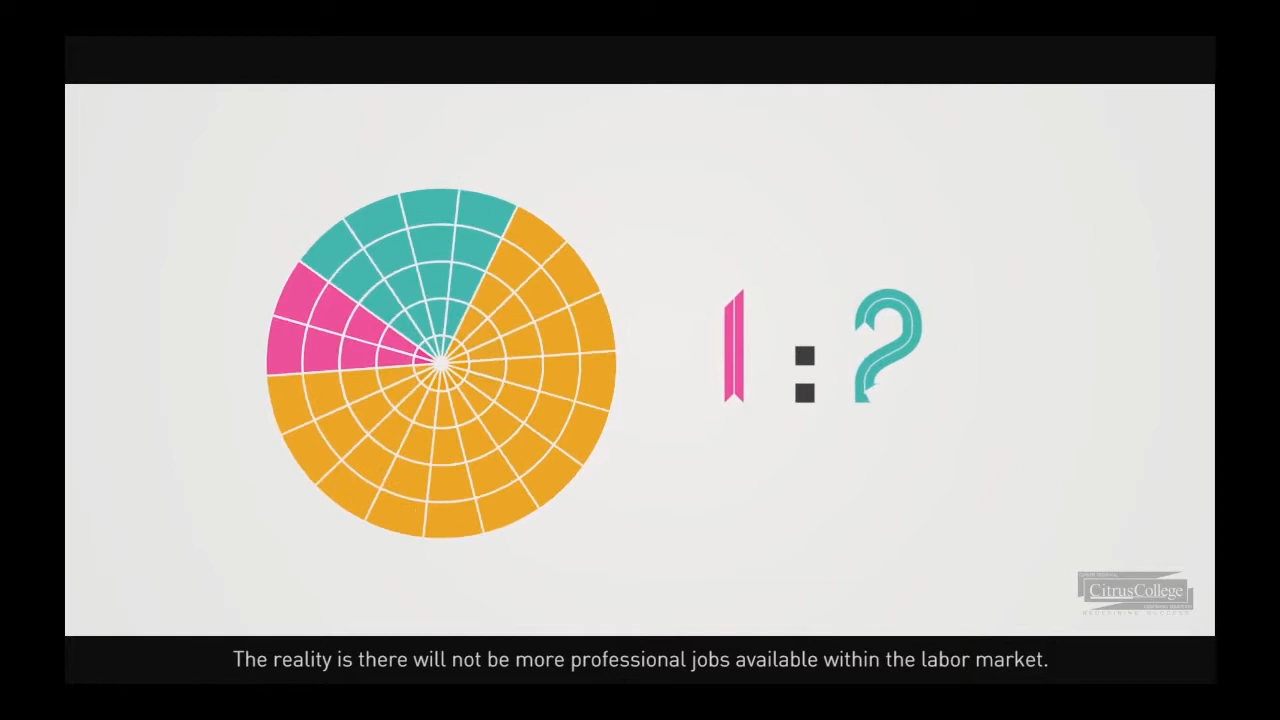 1 : ?
CitrusCollege
The reality is there will not be more professional jobs available within the labor market.